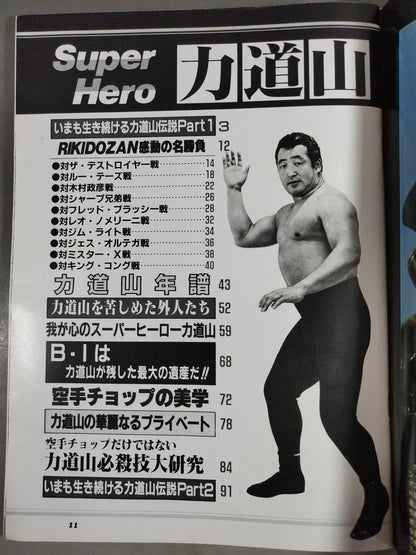 Super
Hero
力道山
いまも生き続ける力道山伝説Part1 3
RIKIDOZAN感動の名勝負 12
●対ザ・デストロイヤー戦 14
●対ルー・テーズ戦 18
●対木村政彦戦 22
●対シャープ兄弟戦 26
●対フレッド・ブラッシー戦 28
●対レオ・ノメリーニ戦 32
●対ジム・ライト戦 34
●対ジェス・オルテガ戦 36
●対ミスター・X戦 38
●対キング・コング戦 40
力道山年譜 43
力道山を苦しめた外人たち 52
我が心のスーパーヒーロー力道山 59
B・Iは
力道山が残した最大の遺産だ!! 68
空手チョップの美学 72
力道山の華麗なるプライベート 78
空手チョップだけではない
力道山必殺技大研究 84
いまも生き続ける力道山伝説Part2 91
11